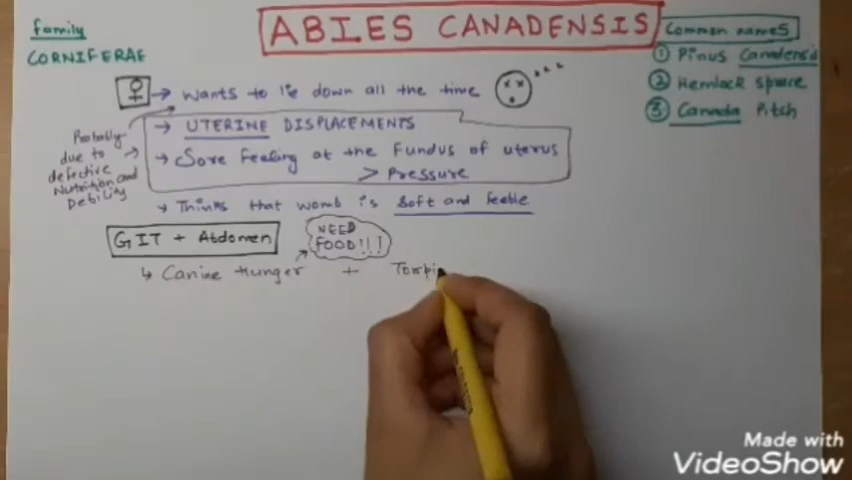 family
CORNIFERAE
ABIES CANADENSIS
Common names
① Pinus Canadensis
② Hemlock spruce
③ Canada Pitch
♀ → Wants to lie down all the time
→ UTERINE DISPLACEMENTS
→ Sore feeling at the Fundus of uterus
> Pressure
Probably
due to
defective
Nutrition and
Debility
→ Thinks that womb is soft and feeble
GIT + Abdomen
NEED
FOOD!!!
↳ Canine Hunger + Torpi
Made with
VideoShow